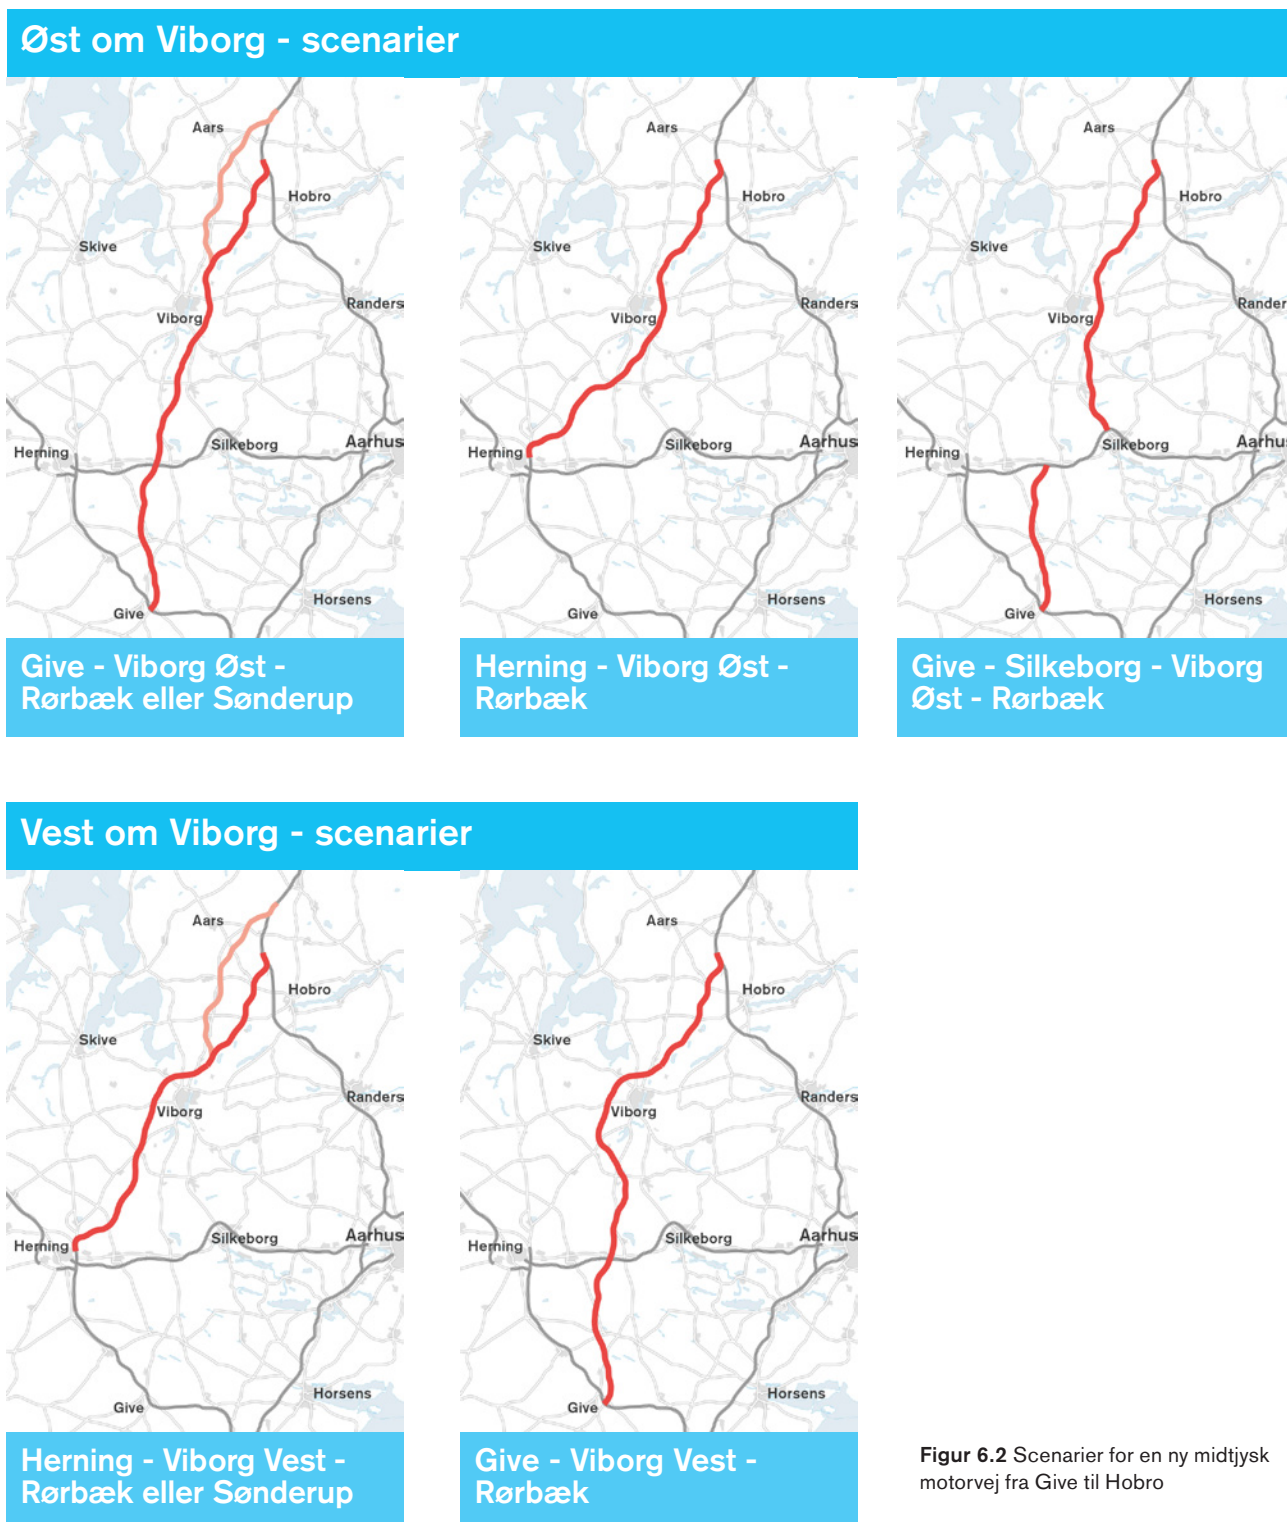 Øst om Viborg - scenarier
Aars
Hobro
Skive
Randers
Viborg
Silkeborg
Aarhus
Herning
Horsens
Give
Give - Viborg Øst -
Rørbæk eller Sønderup
Aars
Hobro
Skive
Randers
Viborg
Silkeborg
Aarhus
Herning
Horsens
Give
Herning - Viborg Øst -
Rørbæk
Aars
Hobro
Skive
Rander
Viborg
Silkeborg
Aarhu
Herning
Horsens
Give
Give - Silkeborg - Viborg
Øst - Rørbæk
Vest om Viborg - scenarier
Aars
Hobro
Skive
Randers
Viborg
Silkeborg
Aarhus
Herning
Horsens
Give
Herning - Viborg Vest -
Rørbæk eller Sønderup
Aars
Hobro
Skive
Randers
Viborg
Silkeborg
Aarhus
Herning
Horsens
Give
Give - Viborg Vest -
Rørbæk
Figur 6.2 Scenarier for en ny midtjysk
motorvej fra Give til Hobro